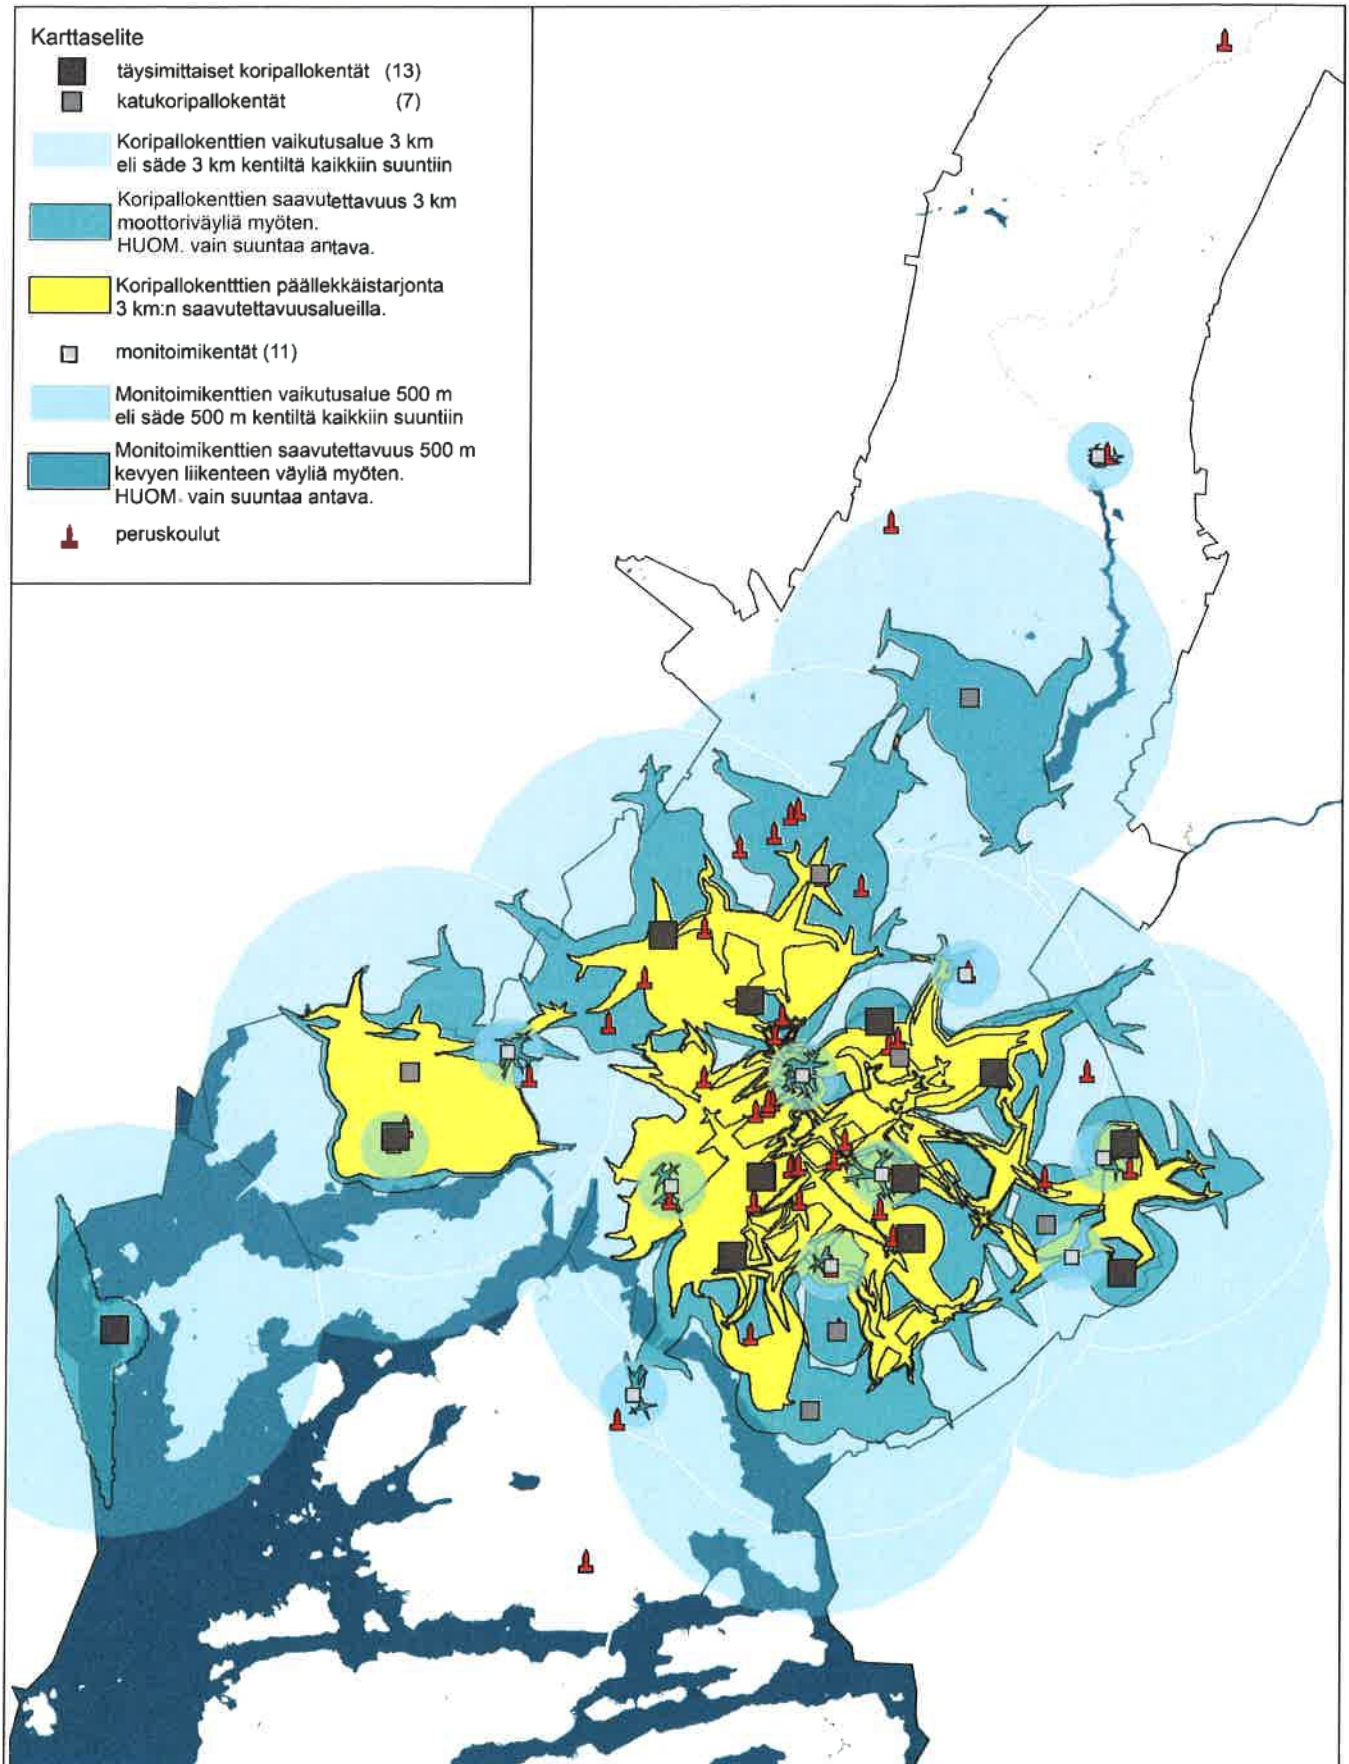 Karttaselite
täysimittaiset koripallokentät (13)
katukoripallokentät (7)
Koripallokenttien vaikutusalue 3 km
eli säde 3 km kentiltä kaikkiin suuntiin
Koripallokenttien saavutettavuus 3 km
moottoriväyliä myöten.
HUOM. vain suuntaa antava.
Koripallokentttien päällekkäistarjonta
3 km:n saavutettavuusalueilla.
monitoimikentät (11)
Monitoimikenttien vaikutusalue 500 m
eli säde 500 m kentiltä kaikkiin suuntiin
Monitoimikenttien saavutettavuus 500 m
kevyen liikenteen väyliä myöten.
HUOM. vain suuntaa antava.
peruskoulut